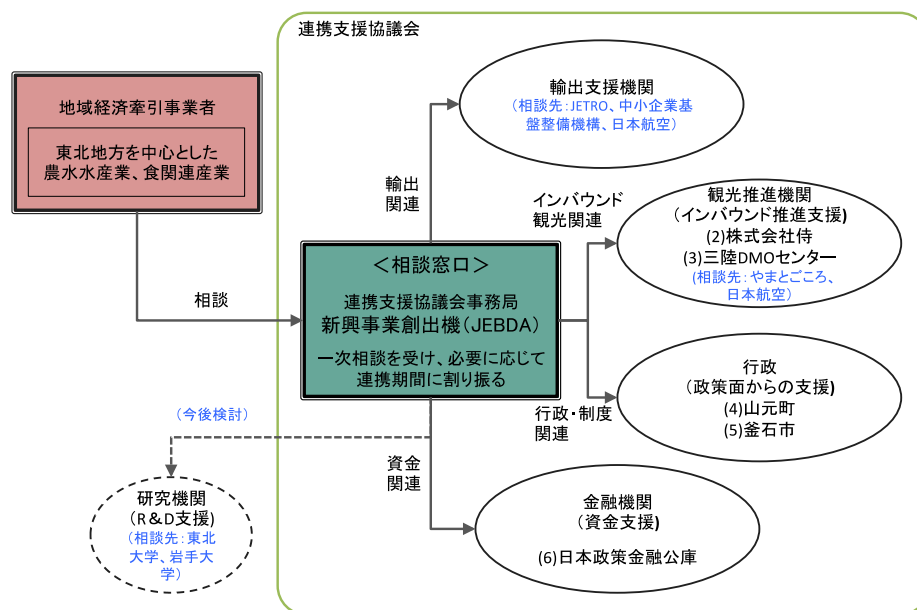 連携支援協議会
地域経済牽引事業者
東北地方を中心とした
農水水産業、食関連産業
輸出支援機関
（相談先：JETRO、中小企業基
盤整備機構、日本航空）
輸出
関連
インバウンド
観光関連
観光推進機関
（インバウンド推進支援)
(2)株式会社侍
(3)三陸DMOセンター
(相談先：やまとごころ、
日本航空）
相談
＜相談窓口＞
連携支援協議会事務局
新興事業創出機（JEBDA）
一次相談を受け、必要に応じて
連携期間に割り振る
行政
（政策面からの支援)
(4)山元町
(5)釜石市
行政・制度
関連
（今後検討）
資金
関連
研究機関
（R＆D支援)
（相談先：東北
大学、岩手大
学）
金融機関
（資金支援)
(6)日本政策金融公庫